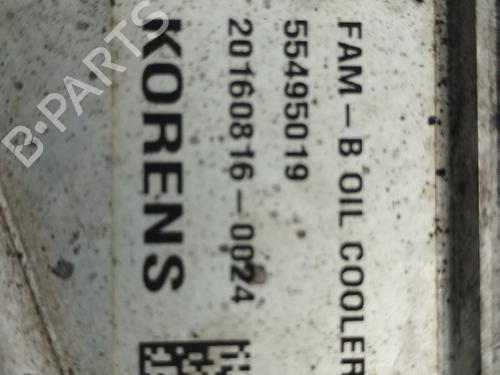 FAM-B OIL COOLER
55495019
20160816-0024
KORENS
B-PARTS